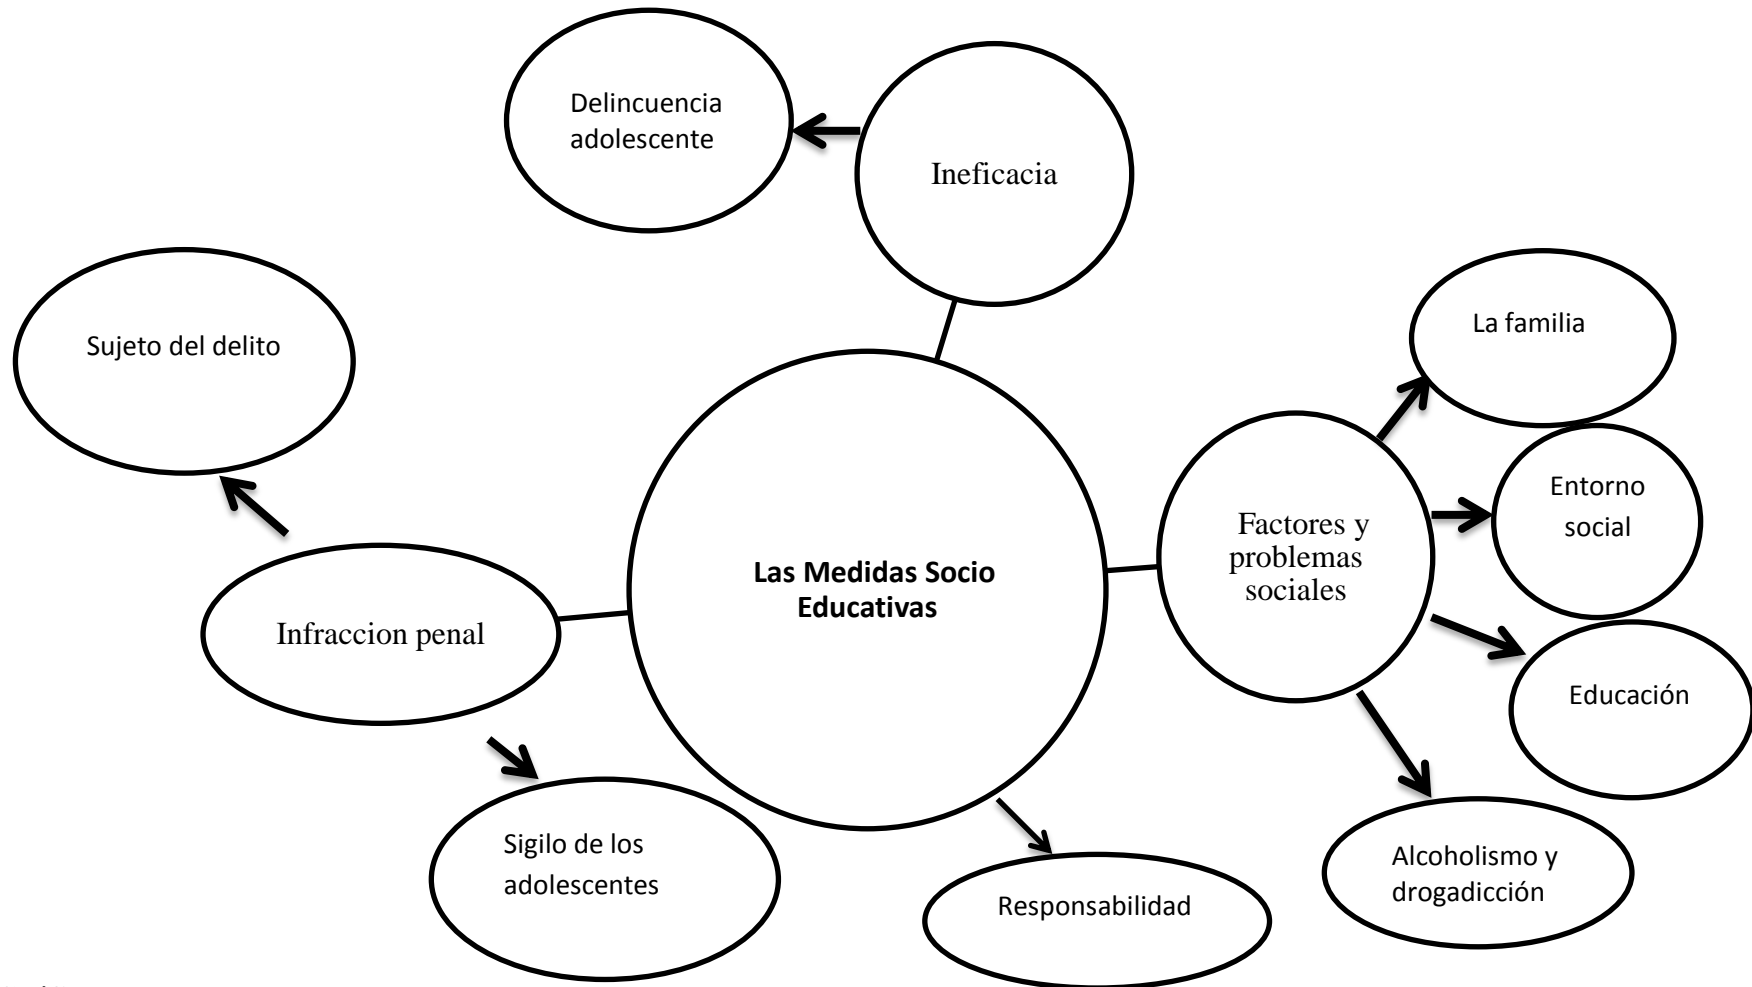 Delincuencia
adolescente
Ineficacia
Sujeto del delito
La familia
Entorno
social
Factores y
problemas
sociales
Las Medidas Socio
Educativas
Infraccion penal
Educación
Sigilo de los
adolescentes
Responsabilidad
Alcoholismo y
drogadicción